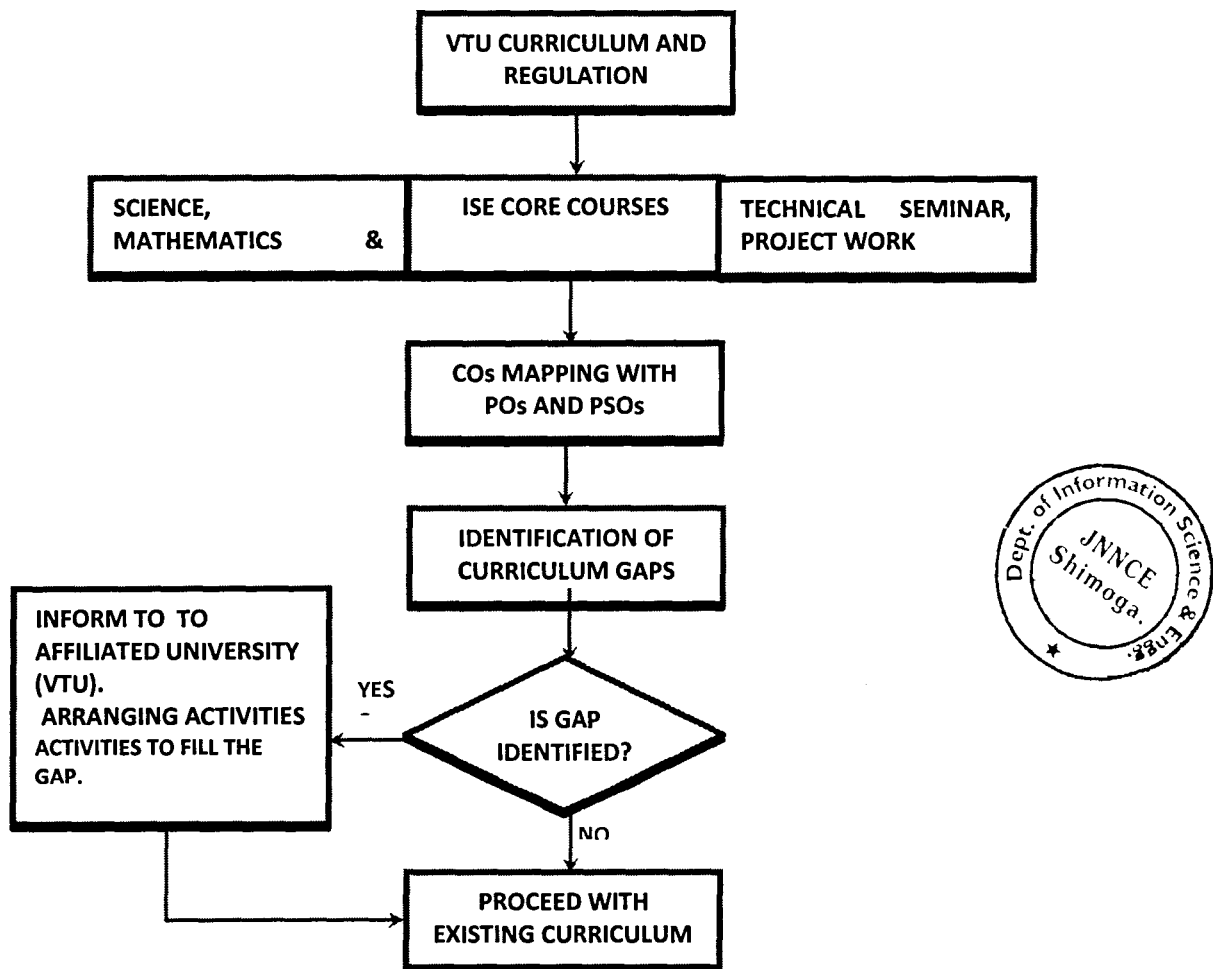 VTU CURRICULUM AND
REGULATION
SCIENCE,
MATHEMATICS &
ISE CORE COURSES
TECHNICAL SEMINAR,
PROJECT WORK
COs MAPPING WITH
POs AND PSOs
IDENTIFICATION OF
CURRICULUM GAPS
INFORM TO TO
AFFILIATED UNIVERSITY
(VTU).
ARRANGING ACTIVITIES
ACTIVITIES TO FILL THE
GAP.
YES
IS GAP
IDENTIFIED?
NO
PROCEED WITH
EXISTING CURRICULUM
Dept. of Information Science & Engg.
JNNCE
Shimoga.